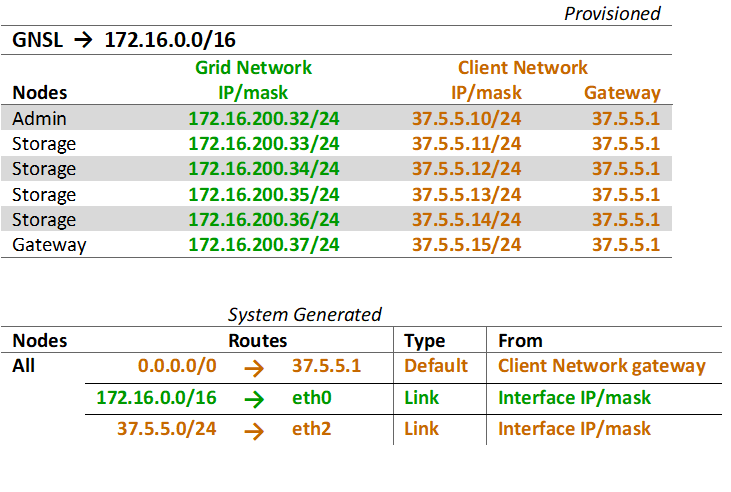 Provisioned
GNSL → 172.16.0.0/16
Grid Network Client Network
Nodes IP/mask IP/mask Gateway
Admin 172.16.200.32/24 37.5.5.10/24 37.5.5.1
Storage 172.16.200.33/24 37.5.5.11/24 37.5.5.1
Storage 172.16.200.34/24 37.5.5.12/24 37.5.5.1
Storage 172.16.200.35/24 37.5.5.13/24 37.5.5.1
Storage 172.16.200.36/24 37.5.5.14/24 37.5.5.1
Gateway 172.16.200.37/24 37.5.5.15/24 37.5.5.1
System Generated
Nodes Routes Type From
All 0.0.0.0/0 → 37.5.5.1 Default Client Network gateway
172.16.0.0/16 → eth0 Link Interface IP/mask
37.5.5.0/24 → eth2 Link Interface IP/mask